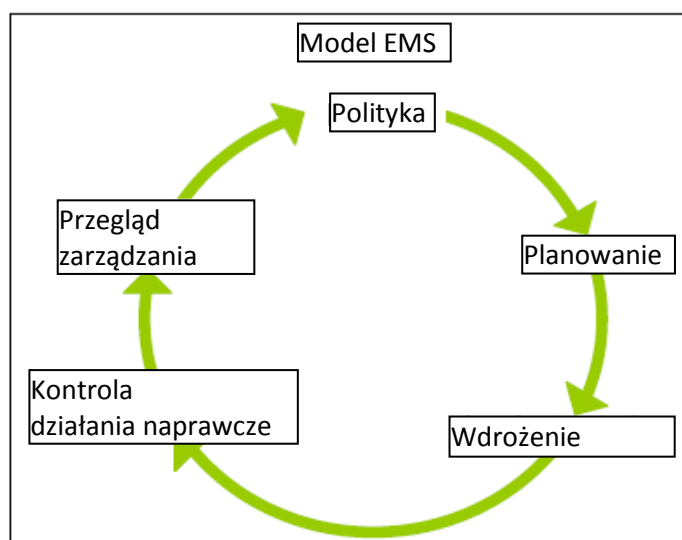 Model EMS
Polityka
Przegląd
zarządzania
Planowanie
Kontrola
działania naprawcze
Wdrożenie